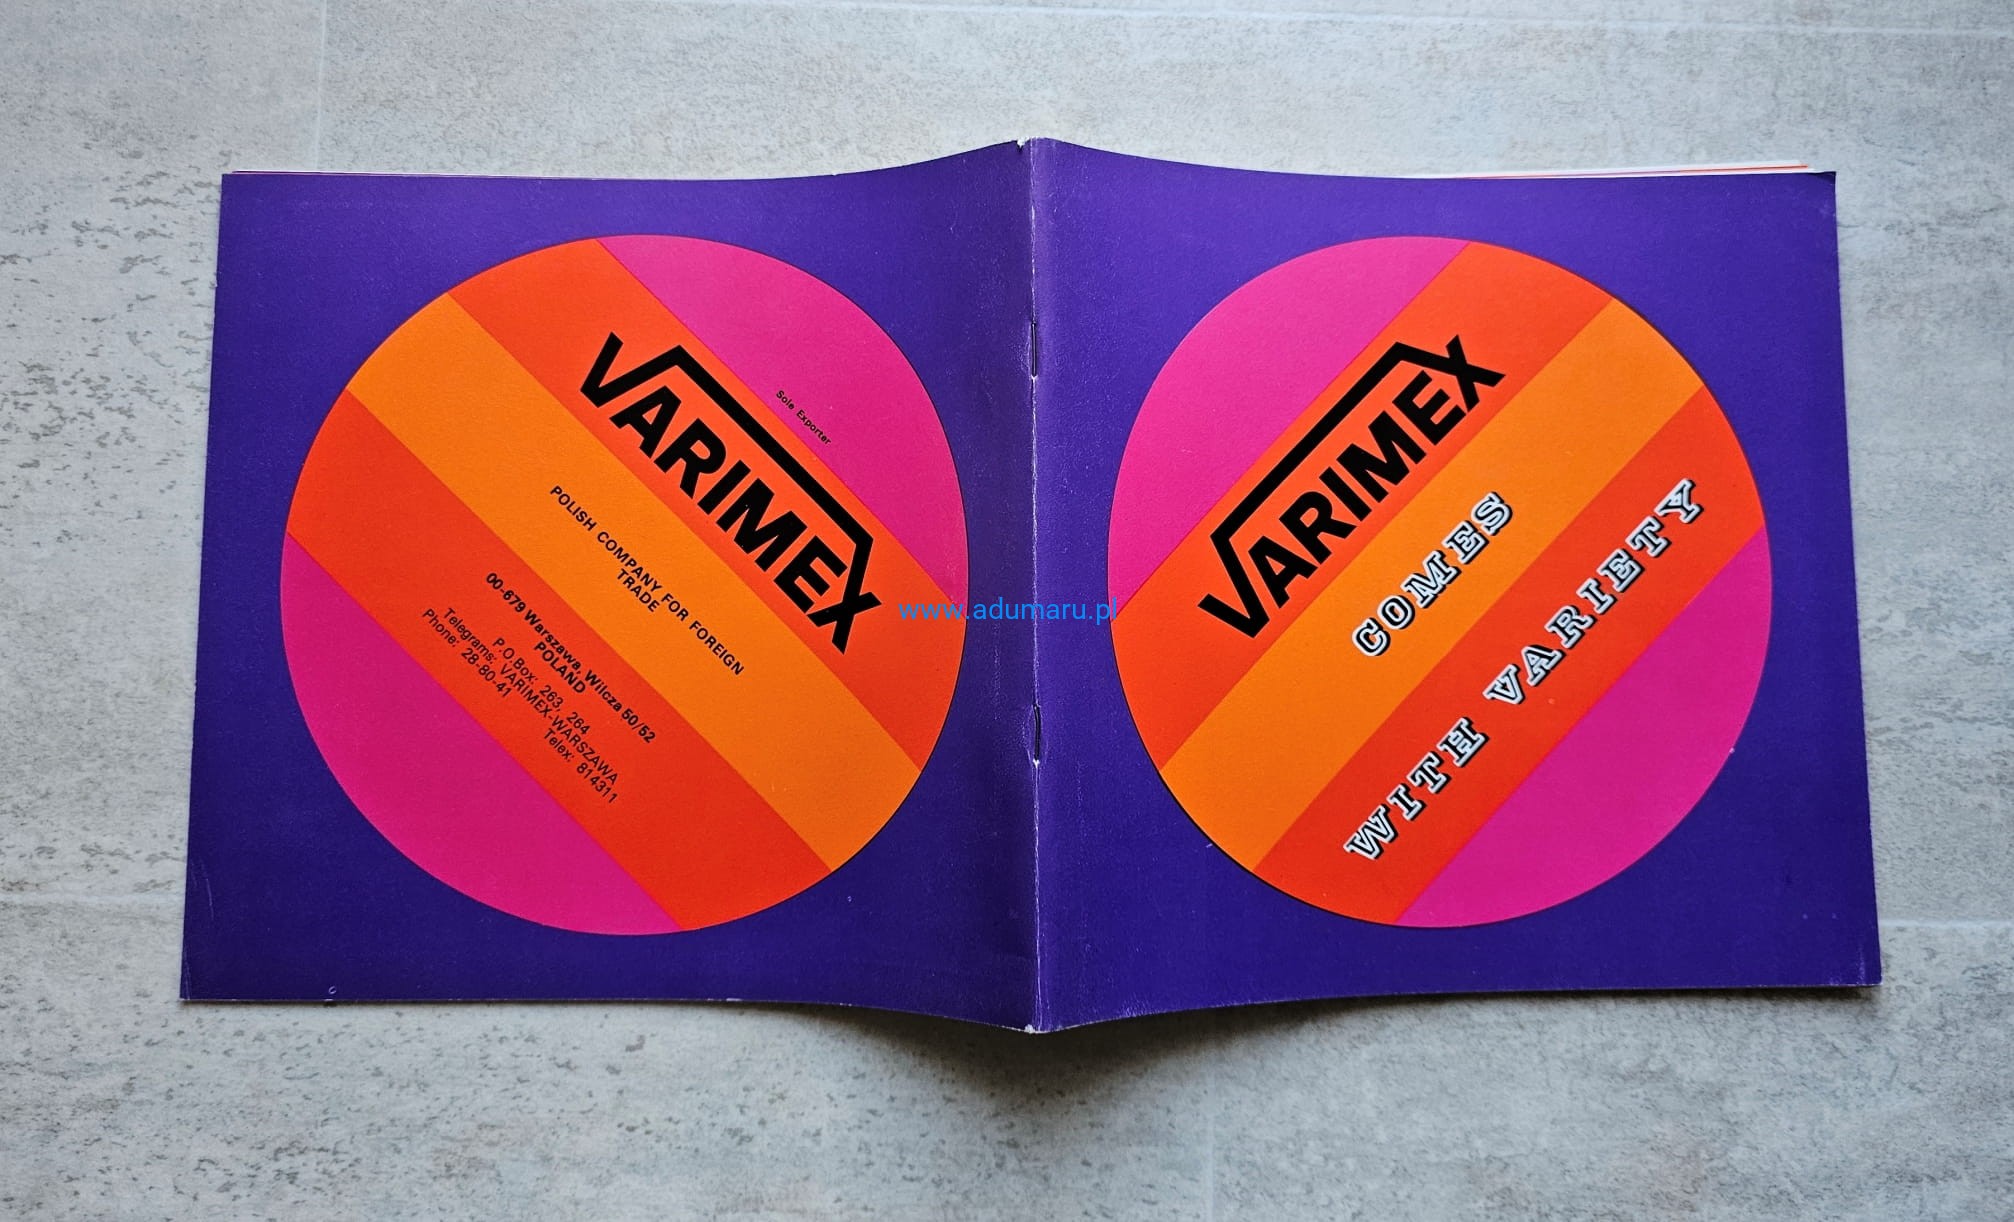 Sole Exporter
VARIMEX
POLISH COMPANY FOR FOREIGN
TRADE
00-679 Warszawa, Wilcza 50/52
POLAND
P.O.Box: 263, 264
Telegrams: VARIMEX-WARSZAWA
Phone: 28-80-41 Telex: 814311
www.adumaru.pl
VARIMEX
COMES
WITH VARIETY